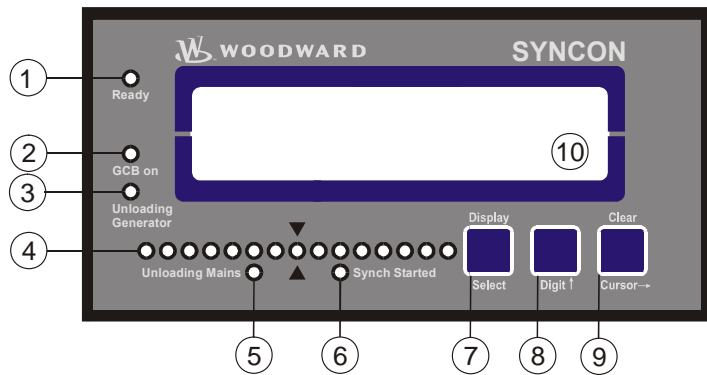 WOODWARD SYNCON
1
Ready
2
GCB on
10
3
Unloading
Generator
Display Clear
4
Unloading Mains Synch Started
Select Digit ↑ Cursor→
5 6 7 8 9